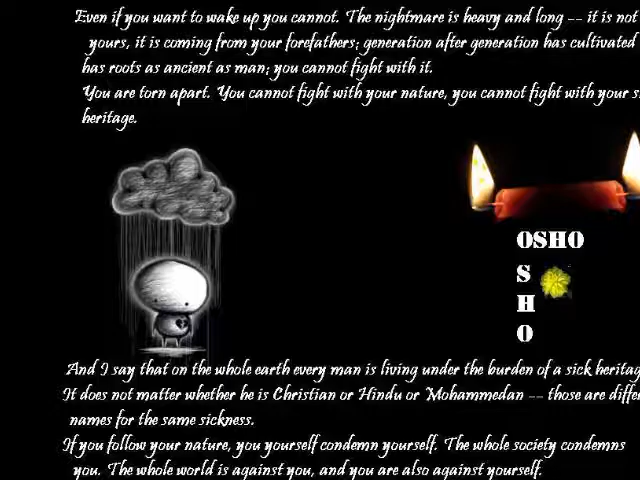 Even if you want to wake up you cannot. The nightmare is heavy and long -- it is not
yours, it is coming from your forefathers; generation after generation has cultivated
has roots as ancient as man; you cannot fight with it.
You are torn apart. You cannot fight with your nature, you cannot fight with your
heritage.
OSHO
S
H
O
And I say that on the whole earth every man is living under the burden of a sick
It does not matter whether he is Christian or Hindu or Mohammedan -- those are
names for the same sickness.
If you follow your nature, you yourself condemn yourself. The whole society condemns
you. The whole world is against you, and you are also against yourself.